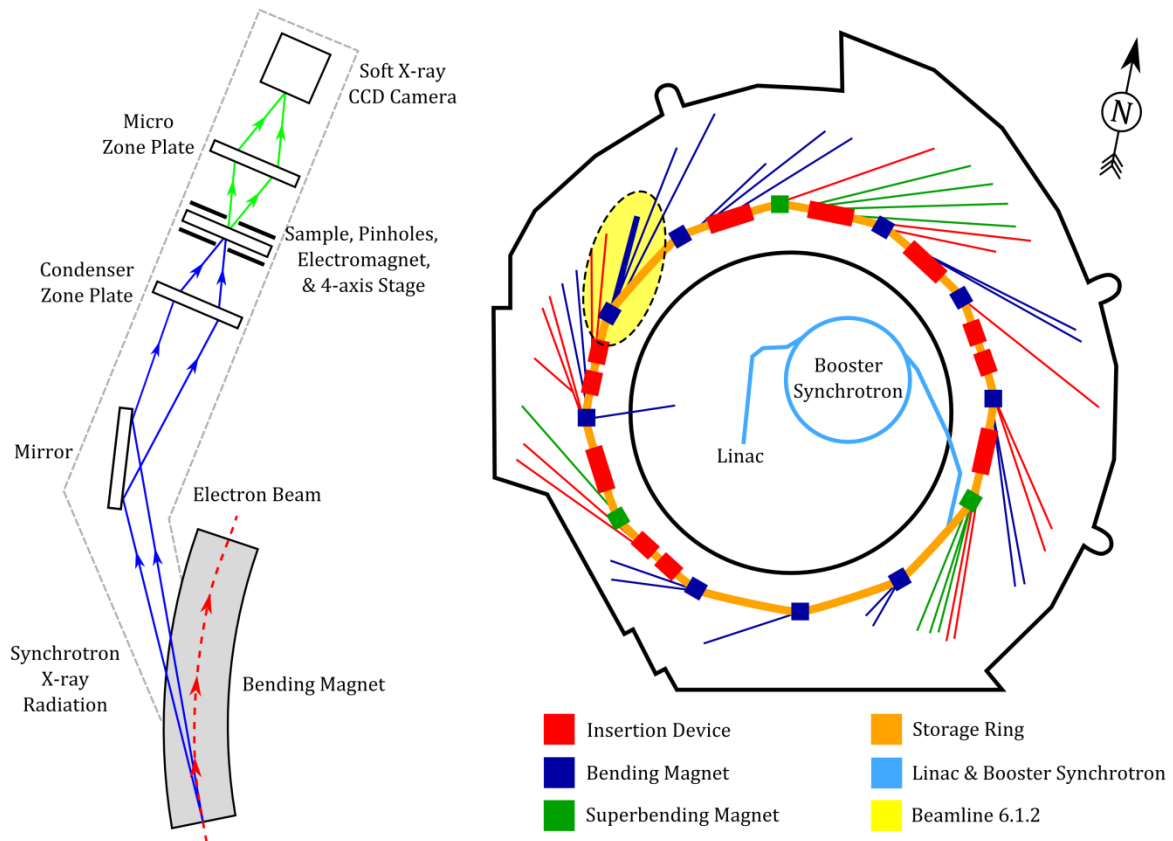 Soft X-ray
CCD Camera
Micro
Zone Plate
Sample, Pinholes,
Electromagnet,
& 4-axis Stage
Condenser
Zone Plate
Mirror
Electron Beam
Synchrotron
X-ray
Radiation
Bending Magnet
N
Booster
Synchrotron
Linac
Insertion Device
Bending Magnet
Superbending Magnet
Storage Ring
Linac & Booster Synchrotron
Beamline 6.1.2